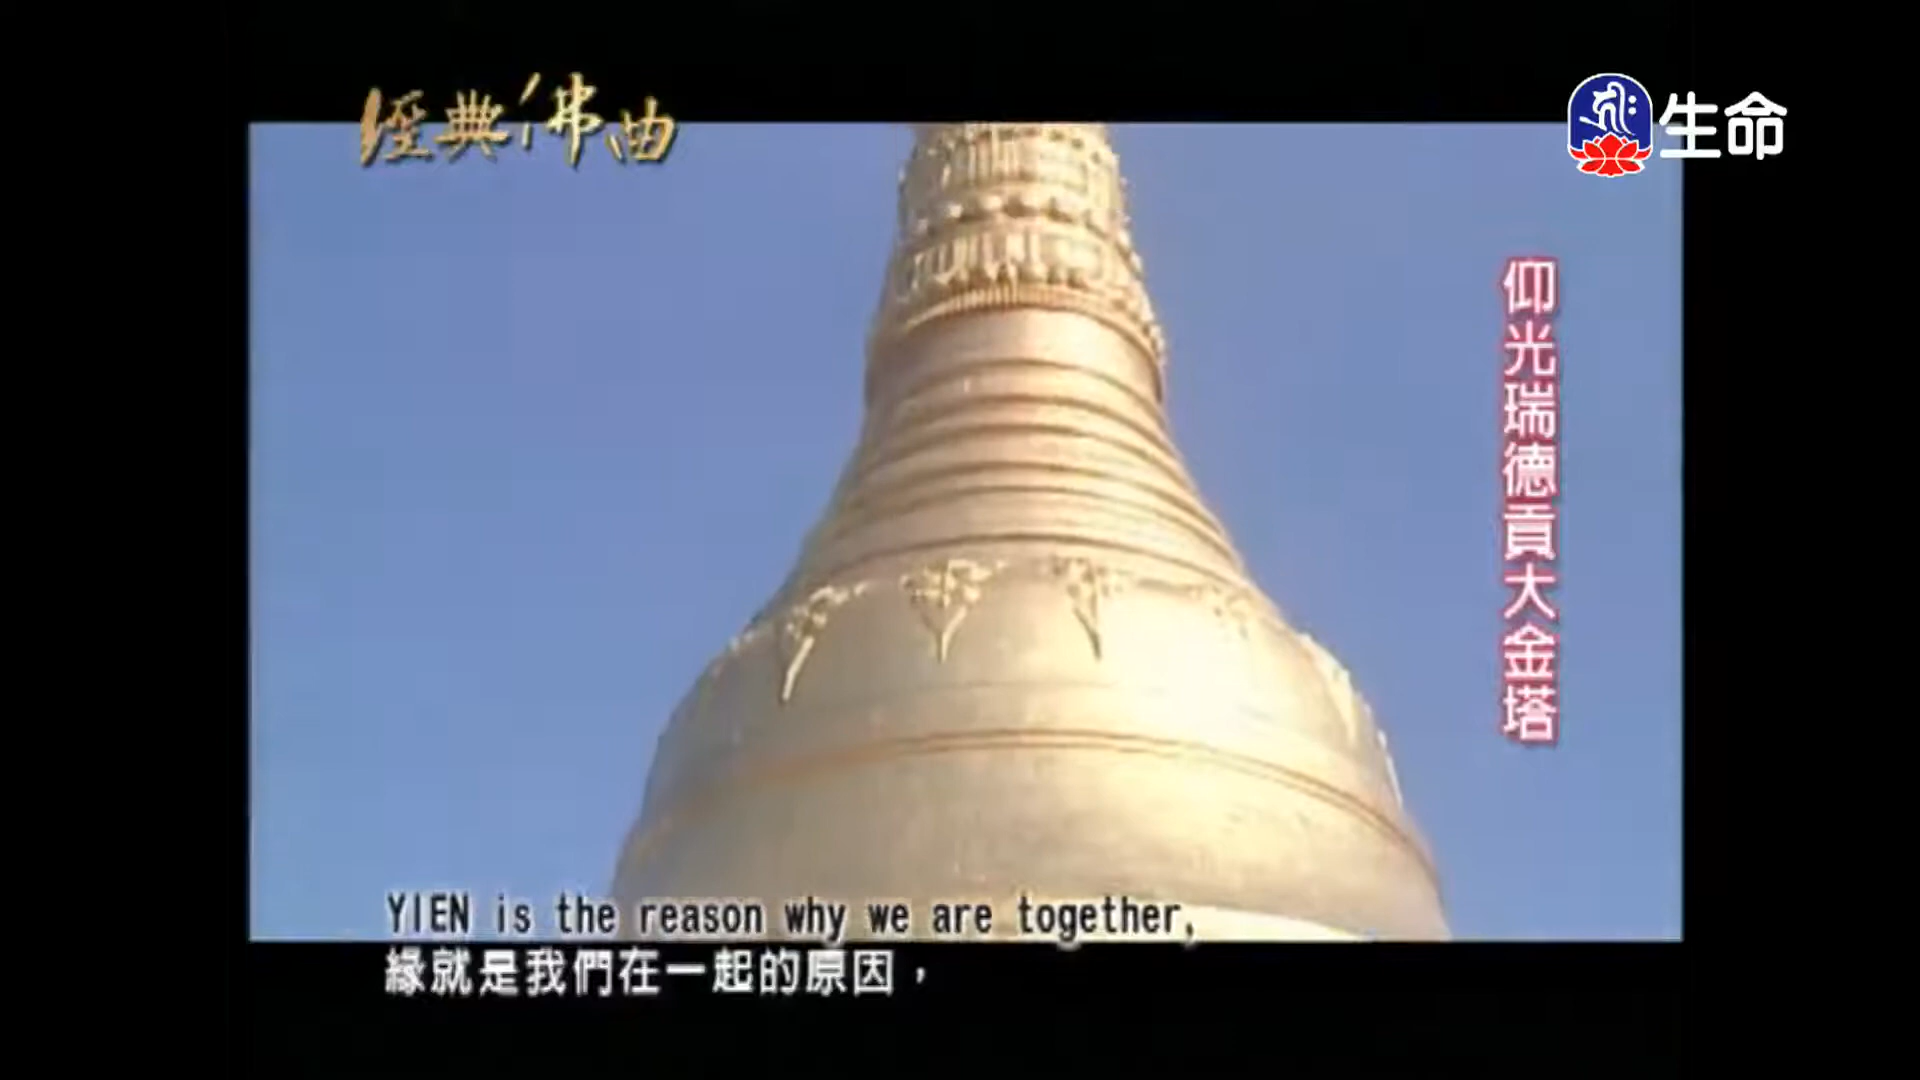 經典佛曲
生命
仰光瑞德貢大金塔
YIEN is the reason why we are together,
緣就是我們在一起的原因，